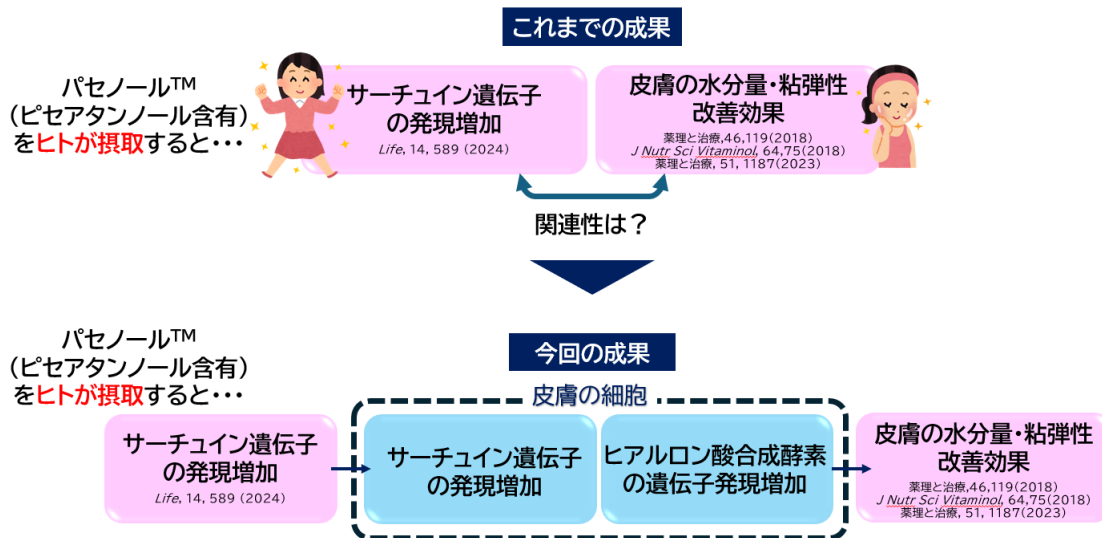 これまでの成果
パセノール™
（ピセアタンノール含有）
をヒトが摂取すると･･･
サーチュイン遺伝子
の発現増加
Life, 14, 589 (2024)
皮膚の水分量・粘弾性
改善効果
薬理と治療,46,119(2018)
J Nutr Sci Vitaminol, 64,75(2018)
薬理と治療, 51, 1187(2023)
関連性は？
パセノール™
（ピセアタンノール含有）
をヒトが摂取すると･･･
今回の成果
皮膚の細胞
サーチュイン遺伝子
の発現増加
Life, 14, 589 (2024)
サーチュイン遺伝子
の発現増加
ヒアルロン酸合成酵素
の遺伝子発現増加
皮膚の水分量・粘弾性
改善効果
薬理と治療,46,119(2018)
J Nutr Sci Vitaminol, 64,75(2018)
薬理と治療, 51, 1187(2023)